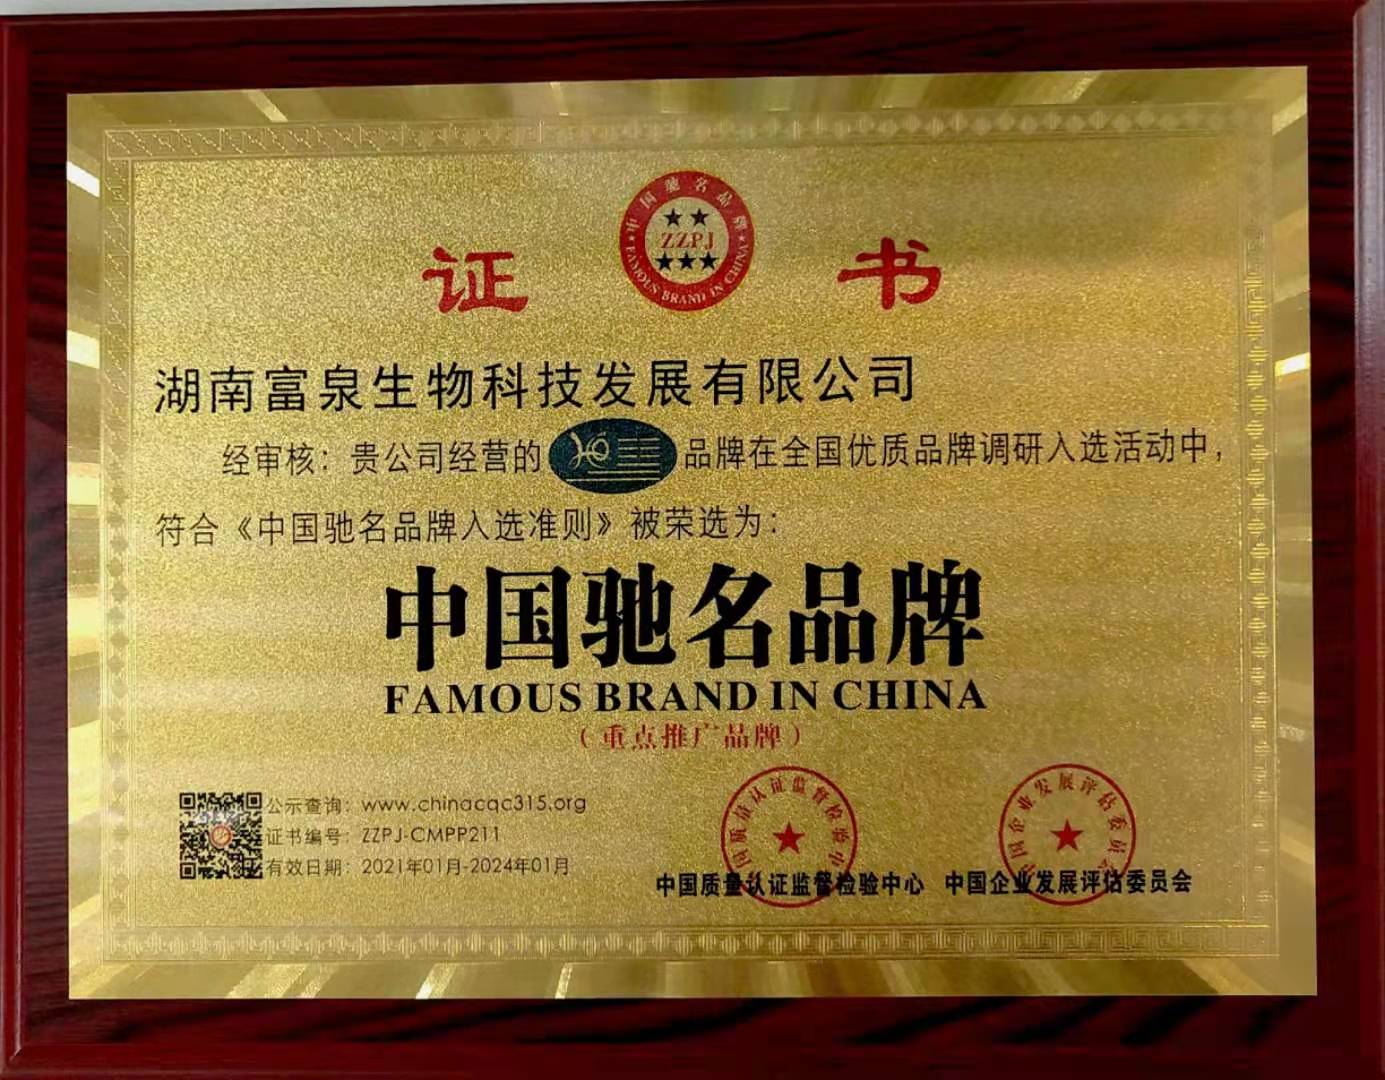 中国驰名品牌
ZZPJ
FAMOUS BRAND IN CHINA
证书
湖南富泉生物科技发展有限公司
经审核：贵公司经营的 品牌在全国优质品牌调研入选活动中，
符合《中国驰名品牌入选准则》被荣选为：
中国驰名品牌
FAMOUS BRAND IN CHINA
（重点推广品牌）
公示查询：www.chinacqc315.org
证书编号：ZZPJ-CMPP211
有效日期：2021年01月-2024年01月
中国质量认证监督检验中心
中国企业发展评估委员会